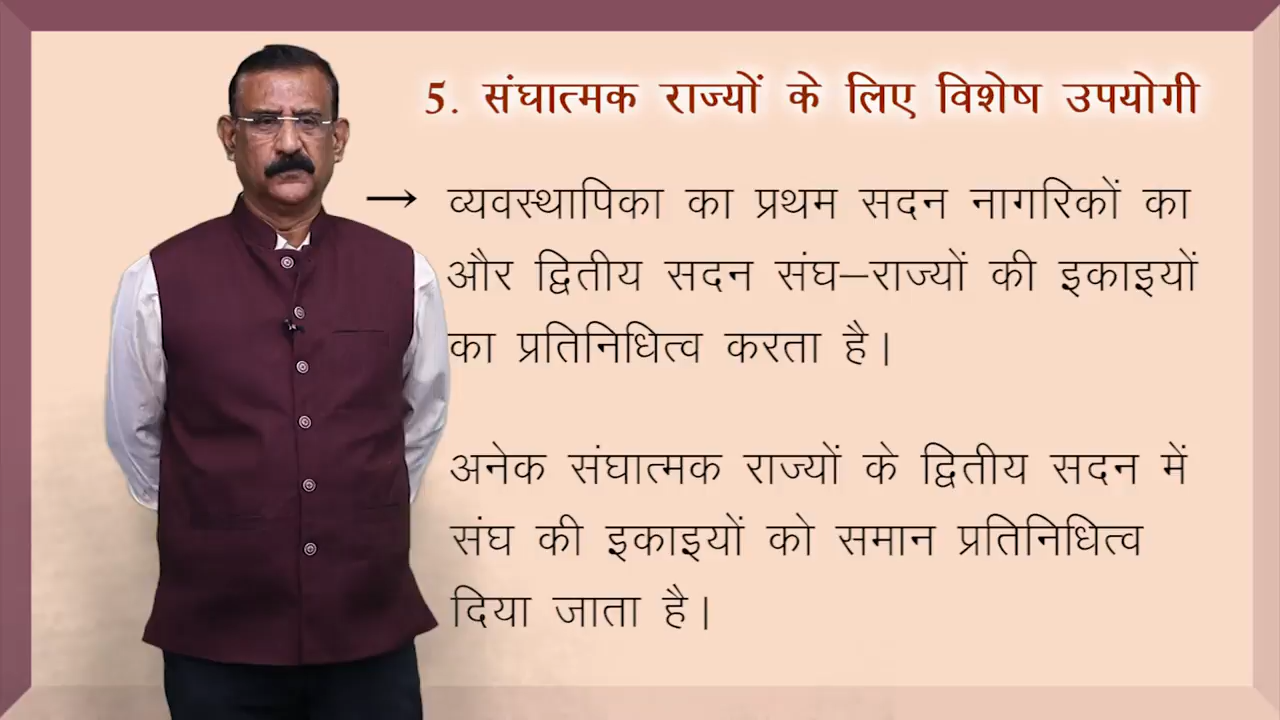 5. संघात्मक राज्यों के लिए विशेष उपयोगी
→ व्यवस्थापिका का प्रथम सदन नागरिकों का
और द्वितीय सदन संघ–राज्यों की इकाइयों
का प्रतिनिधित्व करता है।
अनेक संघात्मक राज्यों के द्वितीय सदन में
संघ की इकाइयों को समान प्रतिनिधित्व
दिया जाता है।